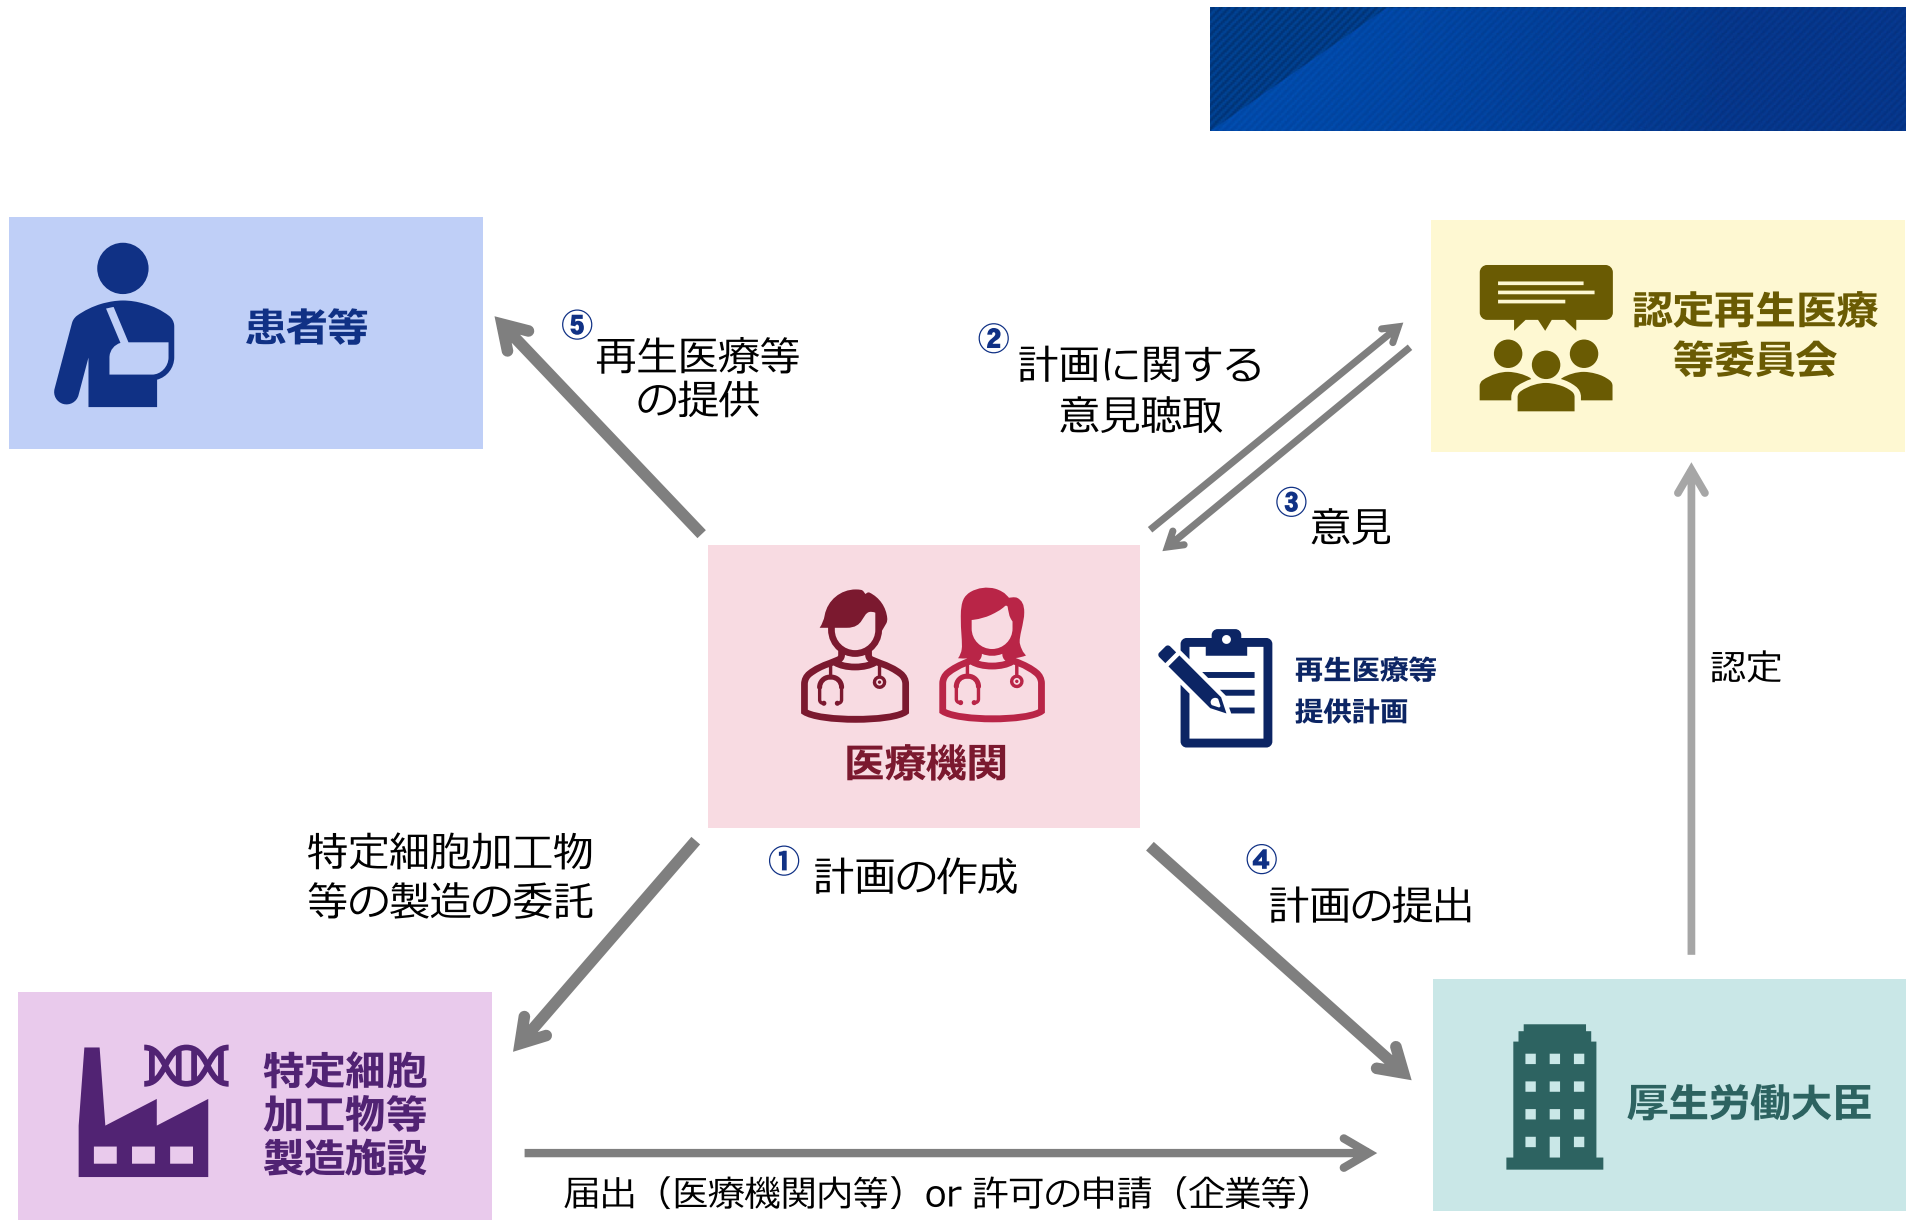 患者等
⑤
再生医療等
の提供
②
計画に関する
意見聴取
認定再生医療
等委員会
③
意見
医療機関
再生医療等
提供計画
認定
特定細胞加工物
等の製造の委託
①
計画の作成
④
計画の提出
特定細胞
加工物等
製造施設
厚生労働大臣
届出（医療機関内等）or 許可の申請（企業等）